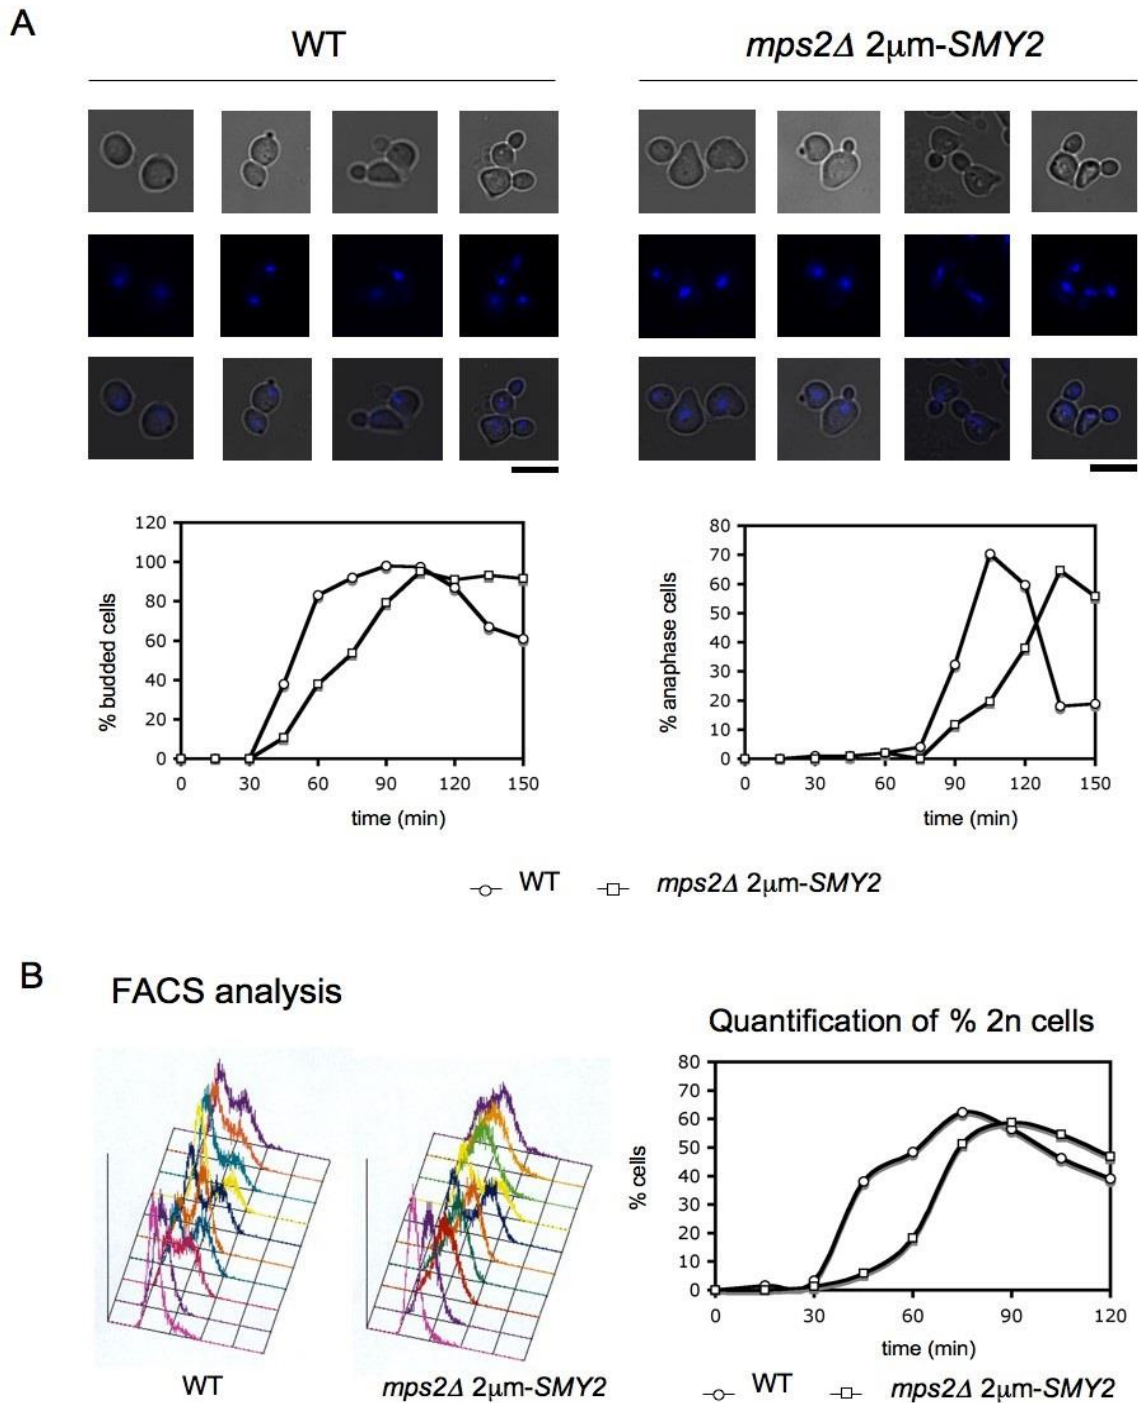 A
WT
mps2Δ 2μm-SMY2
120
100
80
60
40
20
0
% budded cells
0 30 60 90 120 150
time (min)
80
70
60
50
40
30
20
10
0
% anaphase cells
0 30 60 90 120 150
time (min)
WT
mps2Δ 2μm-SMY2
B
FACS analysis
WT
mps2Δ 2μm-SMY2
Quantification of % 2n cells
80
70
60
50
40
30
20
10
0
% cells
0 30 60 90 120
time (min)
WT
mps2Δ 2μm-SMY2